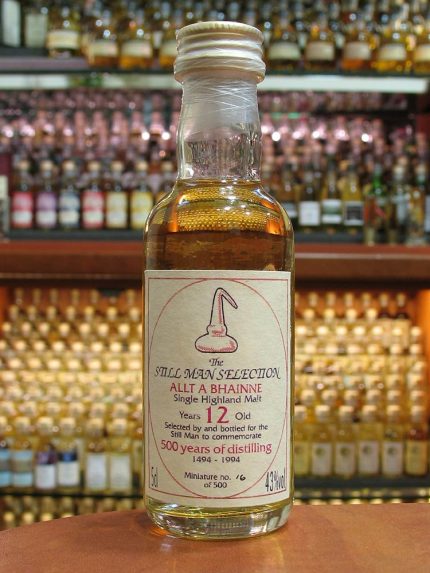 The
STILL MAN SELECTION
ALLT A BHAINNE
Single Highland Malt
Years 12 Old
Selected by and bottled for the
Still Man to commemorate
500 years of distilling
1494 - 1994
Miniature no. 16
of 500
5cl 43%vol